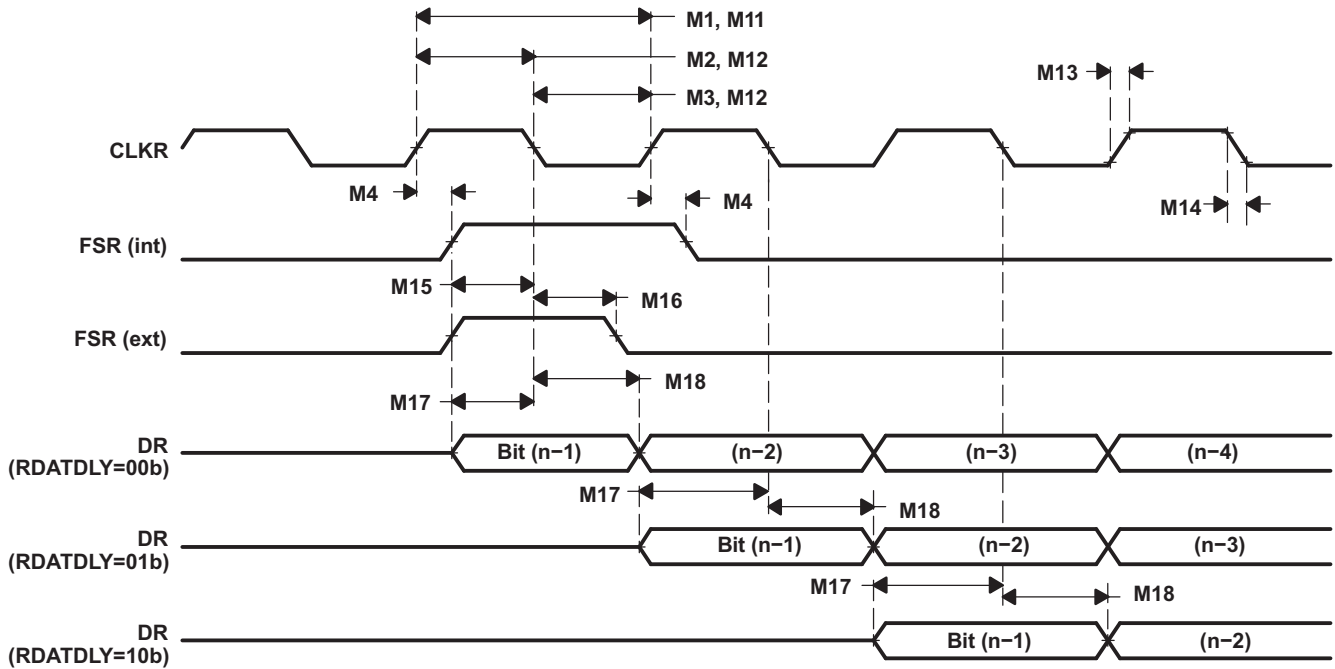 M1, M11
M2, M12
M13
M3, M12
CLKR
M4
M4
M14
FSR (int)
M15
M16
FSR (ext)
M18
M17
DR
(RDATDLY=00b)
Bit (n−1)
(n−2)
(n−3)
(n−4)
M17
M18
DR
(RDATDLY=01b)
Bit (n−1)
(n−2)
(n−3)
M17
M18
DR
(RDATDLY=10b)
Bit (n−1)
(n−2)